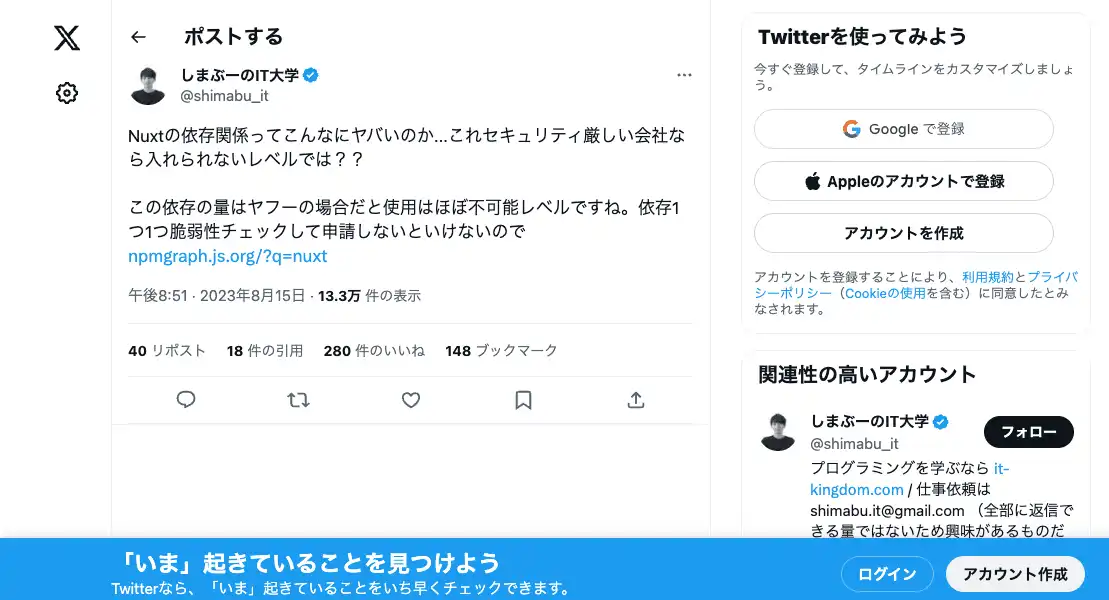 ポストする
しまぶーのIT大学
@shimabu_it
Nuxtの依存関係ってこんなにヤバいのか...これセキュリティ厳しい会社な
ら入れられないレベルでは？？
この依存の量はヤフーの場合だと使用はほぼ不可能レベルですね。依存1
つ1つ脆弱性チェックして申請しないといけないので
npmgraph.js.org/?q=nuxt
午後8:51 · 2023年8月15日 · 13.3万 件の表示
40 リポスト 18 件の引用 280 件のいいね 148 ブックマーク
Twitterを使ってみよう
今すぐ登録して、タイムラインをカスタマイズしましょ
う。
Google で登録
Appleのアカウントで登録
アカウントを作成
アカウントを登録することにより、利用規約とプライバ
シーポリシー（Cookieの使用を含む）に同意したとみ
なされます。
関連性の高いアカウント
しまぶーのIT大学
@shimabu_it
フォロー
プログラミングを学ぶなら it-
kingdom.com / 仕事依頼は
shimabu.it@gmail.com （全部に返信で
きる量ではないため興味があるものだ
「いま」起きていることを見つけよう
Twitterなら、「いま」起きていることをいち早くチェックできます。
ログイン
アカウント作成